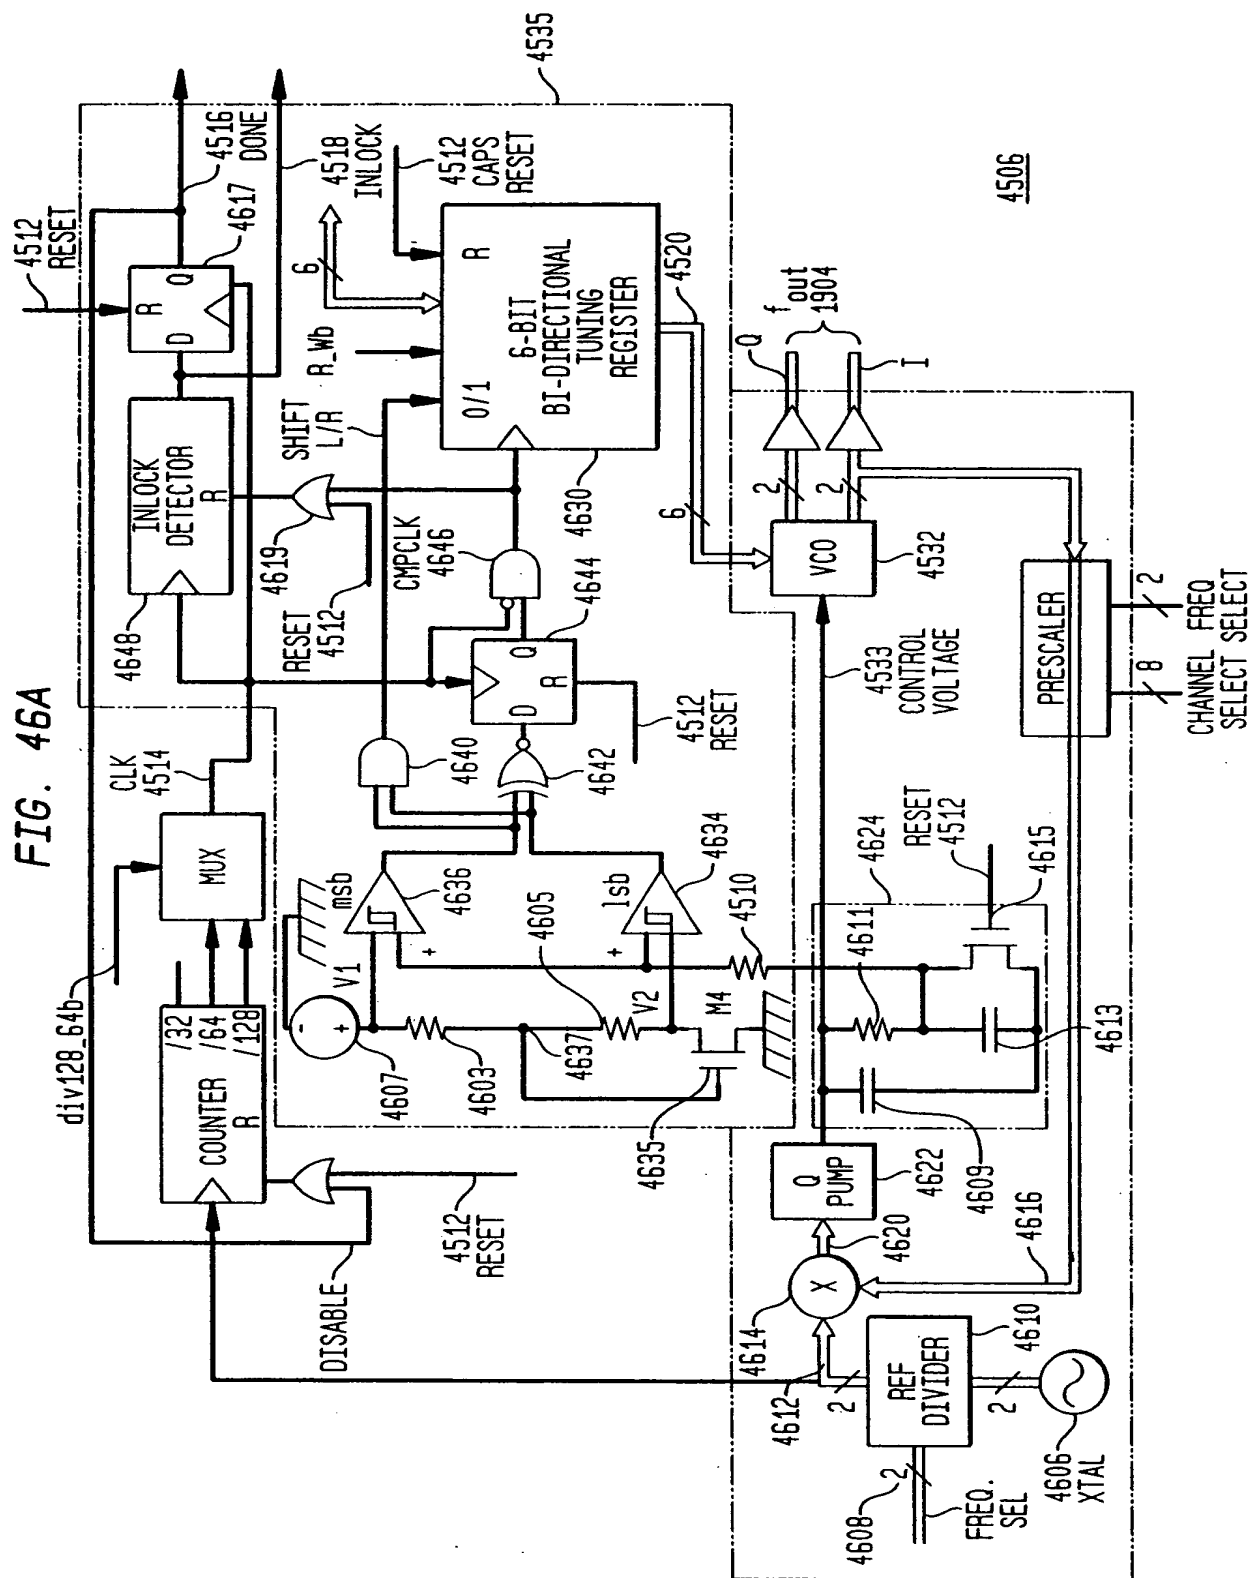 FIG. 46A
div128_64b
CLK
4514
MUX
COUNTER
R
/32
/64
/128
DISABLE
4512
RESET
4648
INLOCK
DETECTOR
R
4512
RESET
D
R
Q
4617
4516
DONE
4518
INLOCK
4535
4619
RESET
4512
SHIFT
L/R
R_Wb
6
4512
CAPS
RESET
0/1
R
6-BIT
BI-DIRECTIONAL
TUNING
REGISTER
4630
4520
6
CMPCLK
4646
4644
D
Q
R
4512
RESET
4640
4642
msb
4636
lsb
4634
+
+
-
+
V1
4607
4603
4605
4637
V2
M4
4635
4510
Q
PUMP
4622
4620
4614
X
4612
2
REF
DIVIDER
4610
2
4606
XTAL
4608
2
FREQ.
SEL
4616
4609
4611
4613
4624
4615
RESET
4512
4533
CONTROL
VOLTAGE
VCO
4532
2
2
Q
I
f out
1904
PRESCALER
8
2
CHANNEL
SELECT
FREQ
SELECT
4506